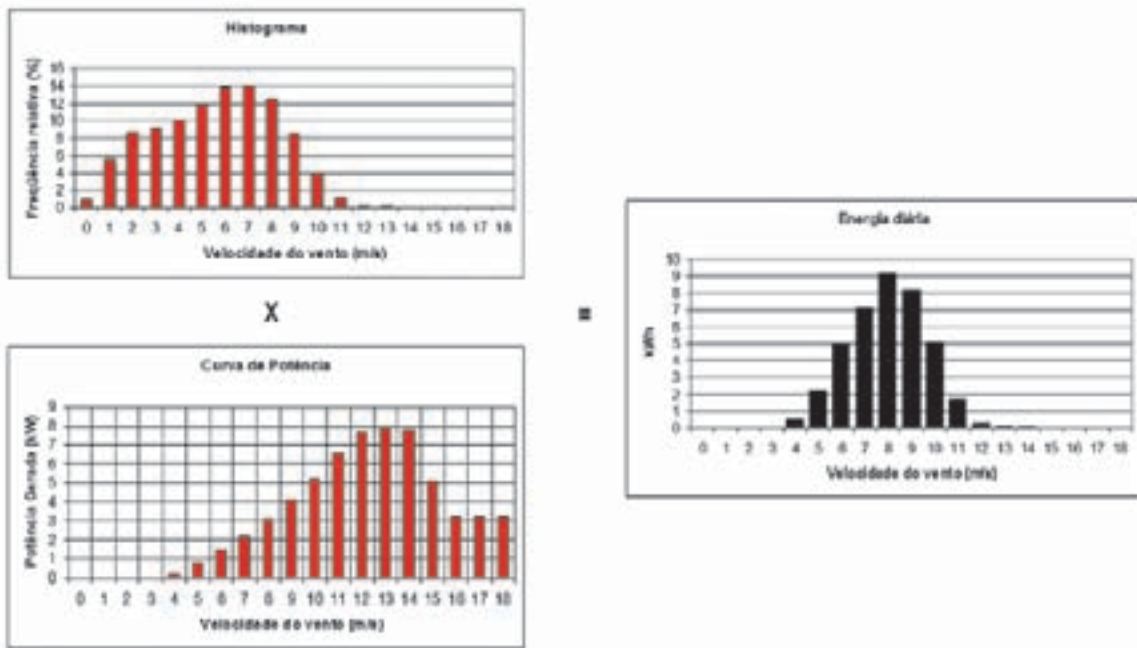 Histograma
Freqüência relativa (%)
16
14
12
10
8
6
4
2
0
0 1 2 3 4 5 6 7 8 9 10 11 12 13 14 15 16 17 18
Velocidade do vento (m/s)
X
Curva de Potência
Potência Gerada (kW)
9
8
7
6
5
4
3
2
1
0
0 1 2 3 4 5 6 7 8 9 10 11 12 13 14 15 16 17 18
Velocidade do vento (m/s)
=
Energia diária
kWh
10
9
8
7
6
5
4
3
2
1
0
0 1 2 3 4 5 6 7 8 9 10 11 12 13 14 15 16 17 18
Velocidade do vento (m/s)